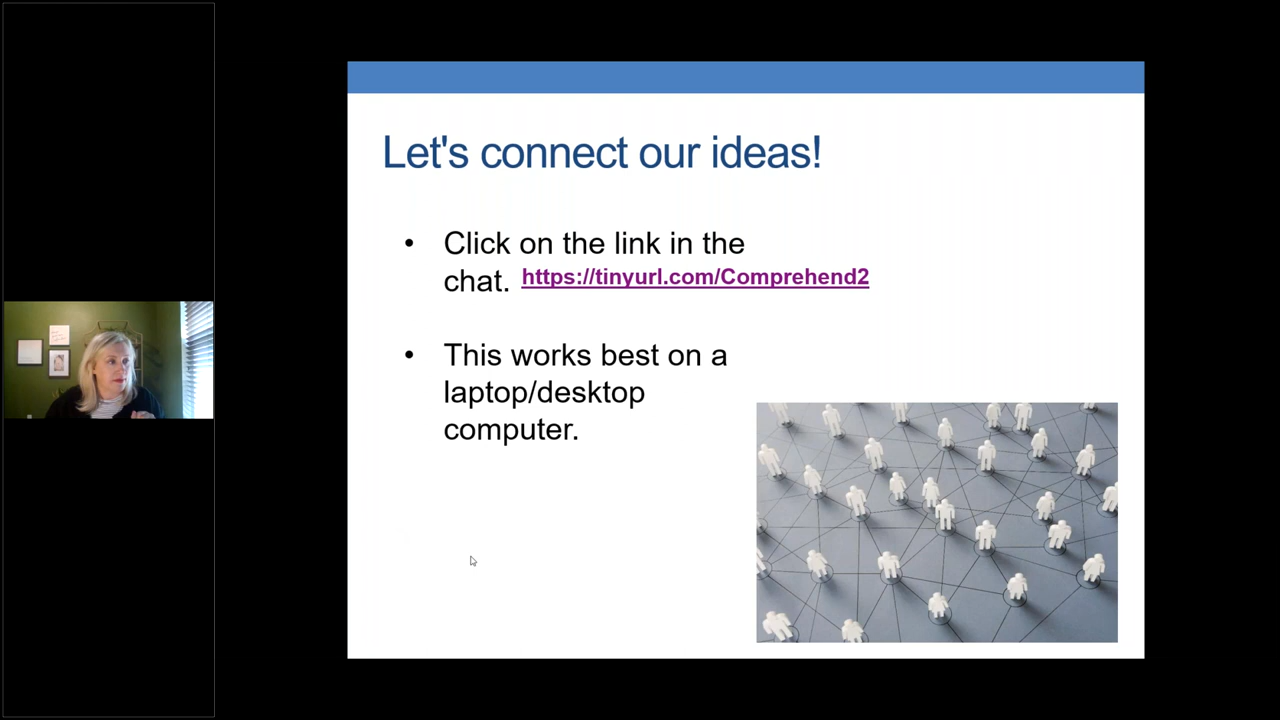 Let's connect our ideas!
• Click on the link in the
chat. https://tinyurl.com/Comprehend2
• This works best on a
laptop/desktop
computer.